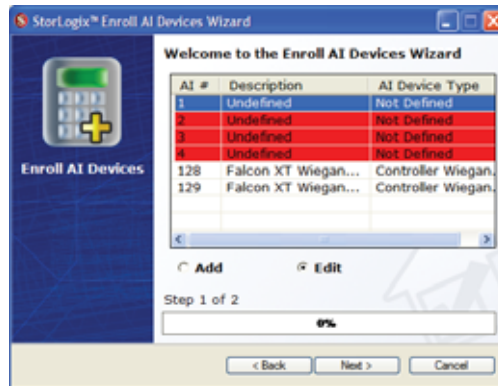 StorLogix™ Enroll AI Devices Wizard
Welcome to the Enroll AI Devices Wizard
AI # Description AI Device Type
1 Undefined Not Defined
2 Undefined Not Defined
3 Undefined Not Defined
4 Undefined Not Defined
128 Falcon XT Wiegan... Controller Wiegan.
129 Falcon XT Wiegan... Controller Wiegan.
Enroll AI Devices
Add Edit
Step 1 of 2
0%
< Back Next > Cancel